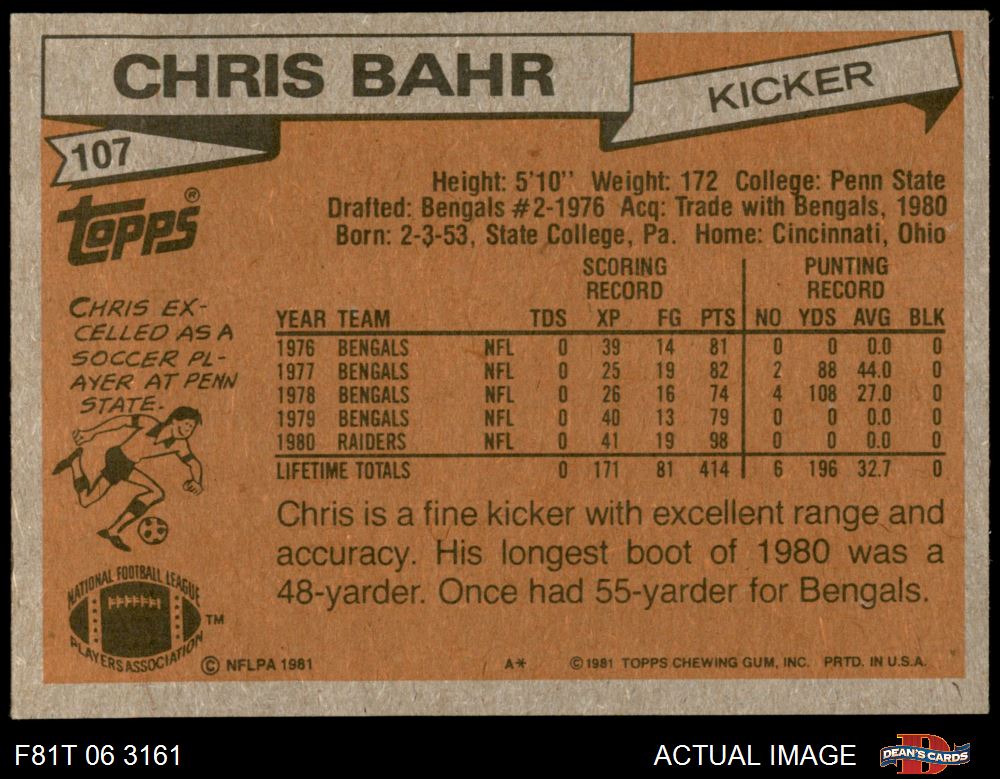 CHRIS BAHR
KICKER
107
topps®
Height: 5'10" Weight: 172 College: Penn State
Drafted: Bengals #2-1976 Acq: Trade with Bengals, 1980
Born: 2-3-53, State College, Pa. Home: Cincinnati, Ohio
CHRIS EX-
CELLED AS A
SOCCER PL-
AYER AT PENN
STATE.
SCORING RECORD PUNTING RECORD
YEAR TEAM TDS XP FG PTS NO YDS AVG BLK
1976 BENGALS NFL 0 39 14 81 0 0 0.0 0
1977 BENGALS NFL 0 25 19 82 2 88 44.0 0
1978 BENGALS NFL 0 26 16 74 4 108 27.0 0
1979 BENGALS NFL 0 40 13 79 0 0 0.0 0
1980 RAIDERS NFL 0 41 19 98 0 0 0.0 0
LIFETIME TOTALS 0 171 81 414 6 196 32.7 0
Chris is a fine kicker with excellent range and
accuracy. His longest boot of 1980 was a
48-yarder. Once had 55-yarder for Bengals.
NATIONAL FOOTBALL LEAGUE
PLAYERS ASSOCIATION
TM
© NFLPA 1981
A*
© 1981 TOPPS CHEWING GUM, INC. PRTD. IN U.S.A.
F81T 06 3161
ACTUAL IMAGE
DEAN'S CARDS